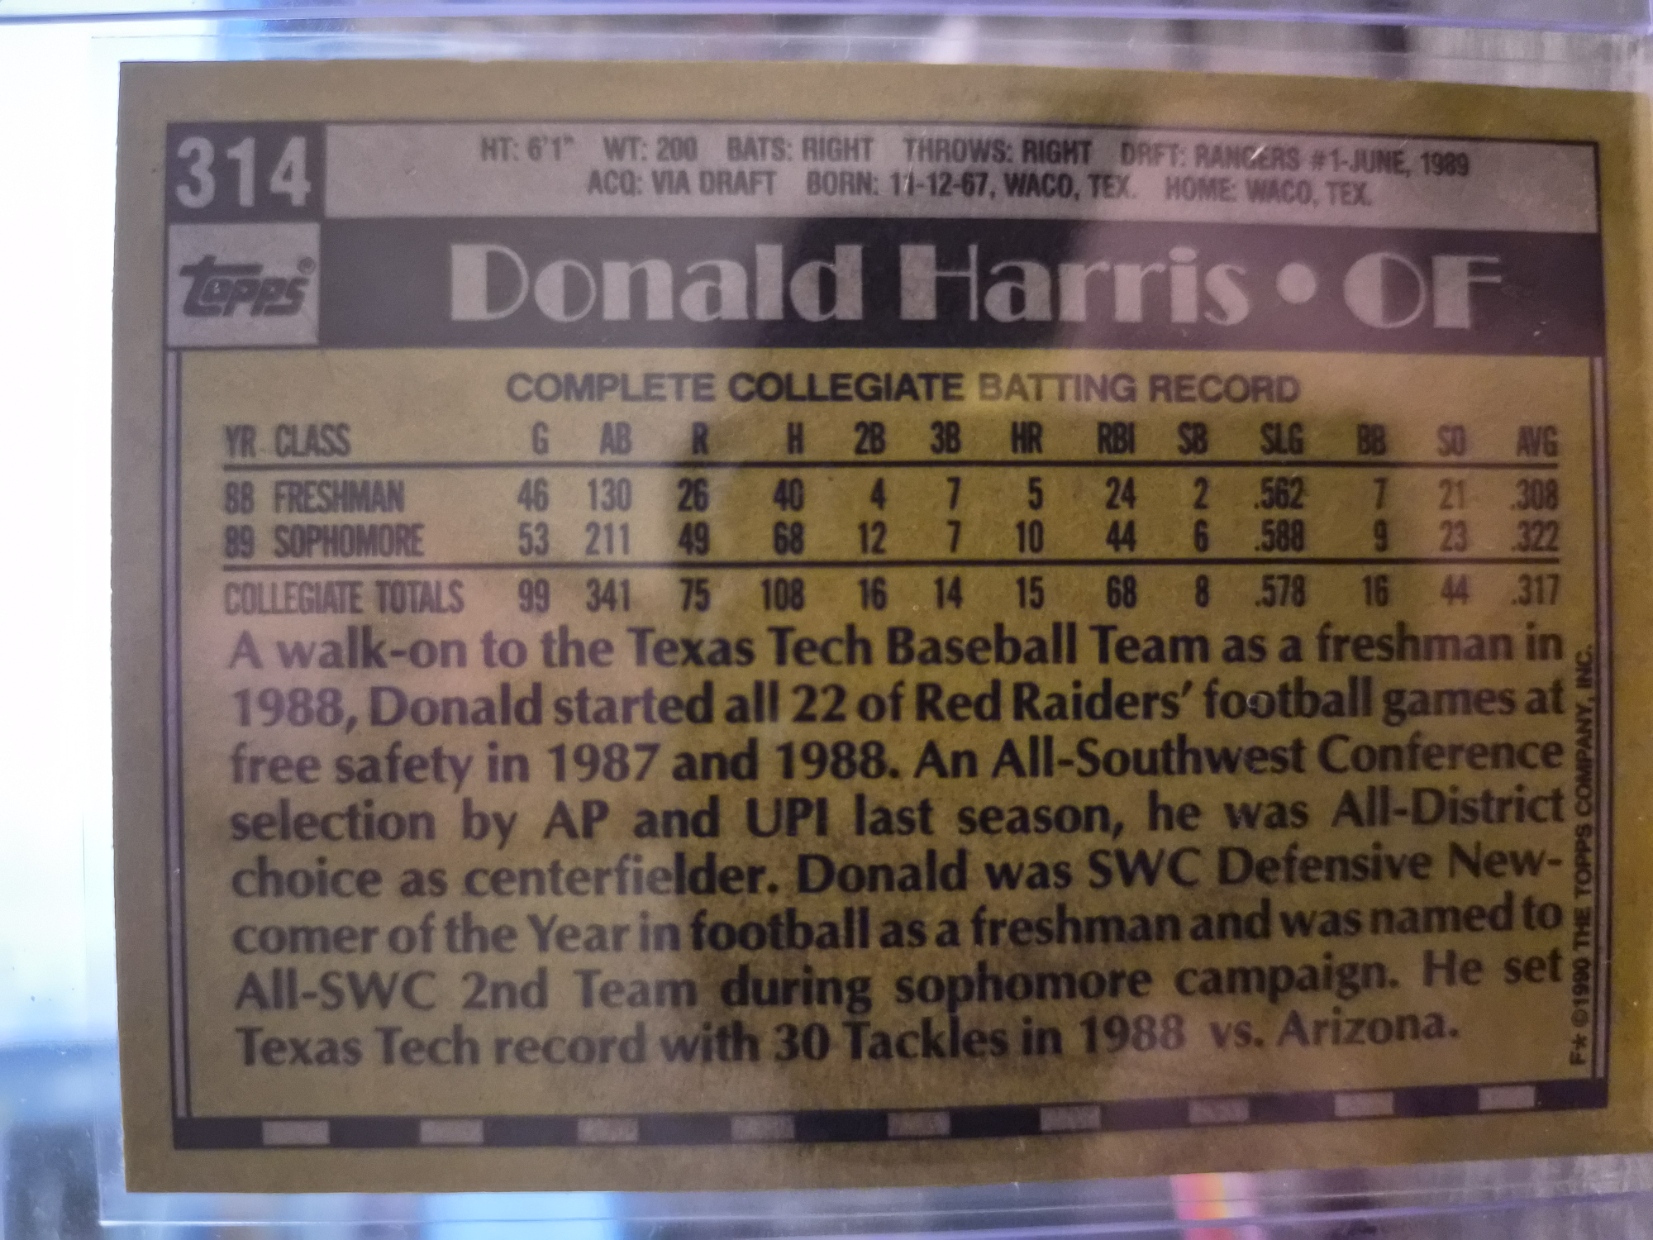 314
HT: 6'1" WT: 200 BATS: RIGHT THROWS: RIGHT DRFT: RANGERS #1-JUNE, 1989
ACQ: VIA DRAFT BORN: 11-12-67, WACO, TEX. HOME: WACO, TEX.
topps®
Donald Harris • OF
COMPLETE COLLEGIATE BATTING RECORD
YR CLASS G AB R H 2B 3B HR RBI SB SLG BB SO AVG
88 FRESHMAN 46 130 26 40 4 7 5 24 2 .562 7 21 .308
89 SOPHOMORE 53 211 49 68 12 7 10 44 6 .588 9 23 .322
COLLEGIATE TOTALS 99 341 75 108 16 14 15 68 8 .578 16 44 .317
A walk-on to the Texas Tech Baseball Team as a freshman in
1988, Donald started all 22 of Red Raiders' football games at
free safety in 1987 and 1988. An All-Southwest Conference
selection by AP and UPI last season, he was All-District
choice as centerfielder. Donald was SWC Defensive New-
comer of the Year in football as a freshman and was named to
All-SWC 2nd Team during sophomore campaign. He set
Texas Tech record with 30 Tackles in 1988 vs. Arizona.
F* ©1990 THE TOPPS COMPANY, INC.